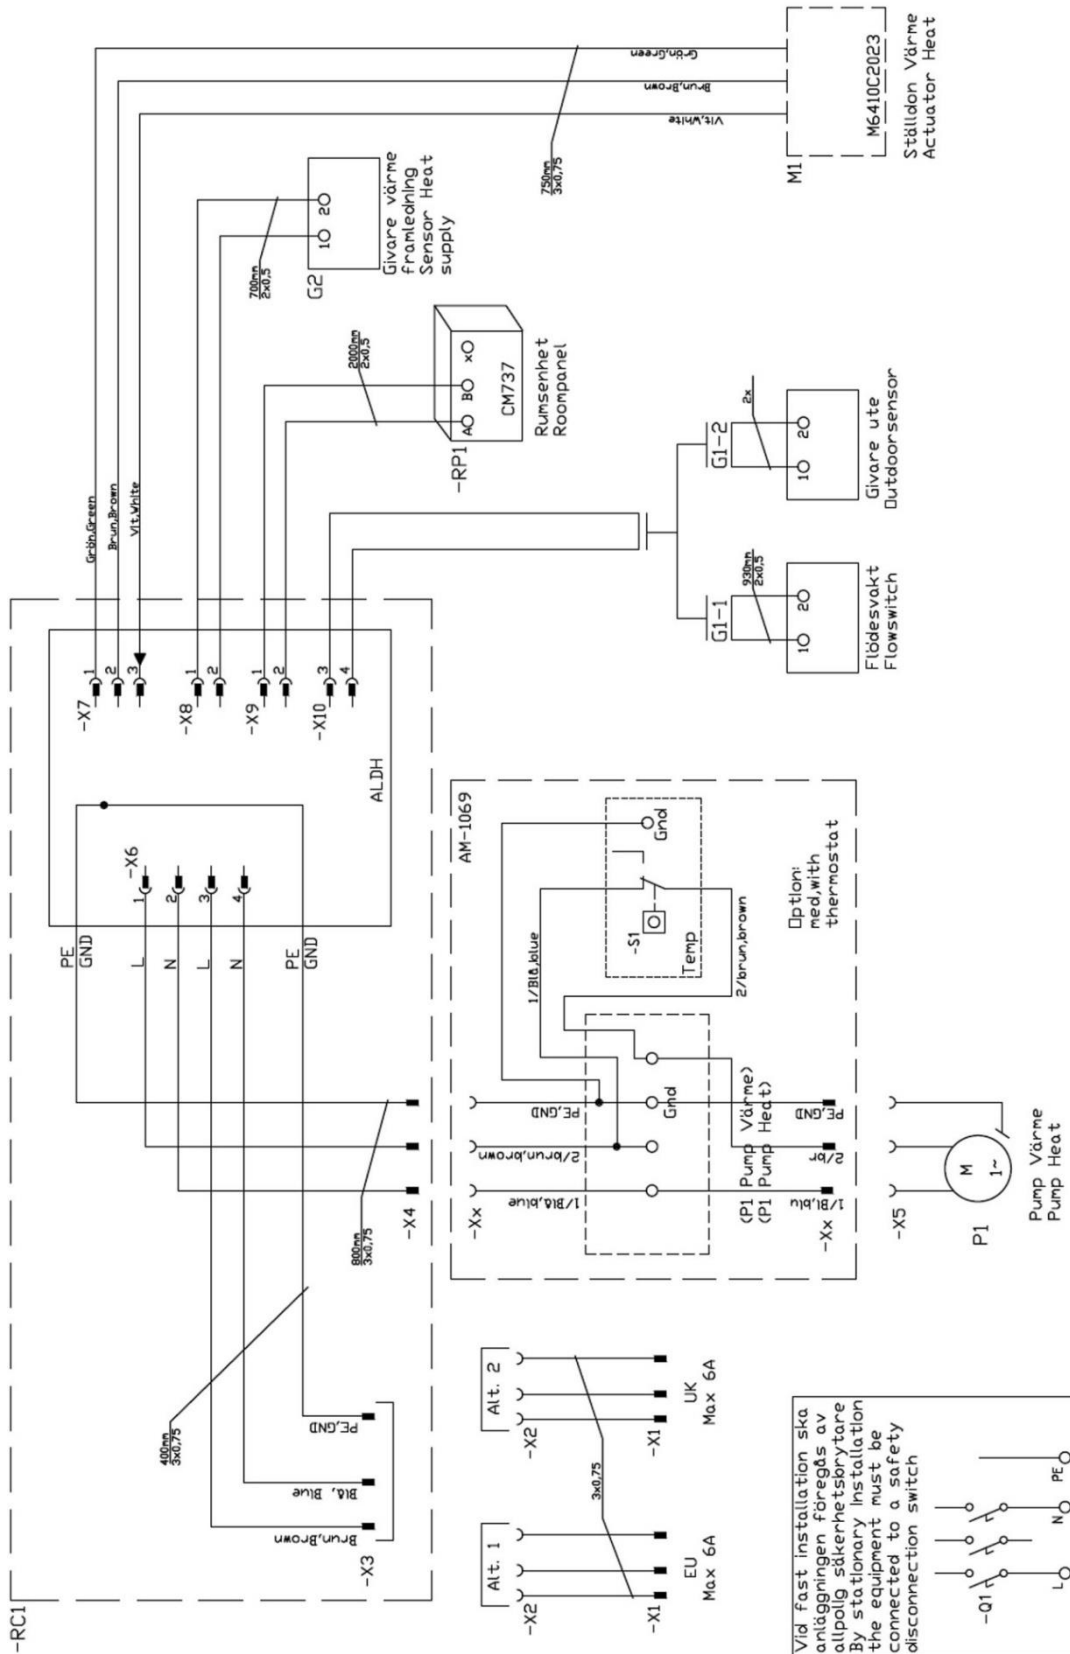 -RC1
Grön,Green
Brun,Brown
Vit,White
-X7
1
2
3
-X8
1
2
-X9
1
2
-X10
3
4
ALDH
-X6
1
2
3
4
PE
GND
L
N
L
N
PE
GND
400mm
3x0,75
800mm
3x0,75
Brun,Brown
Blå, Blue
PE,GND
-X3
-X4
Grön,Green
Brun,Brown
Vit,White
750mm
3x0,75
M1
M6410C2023
Ställdon Värme
Actuator Heat
700mm
2x0,5
G2
1
2
Givare värme
framledning
Sensor Heat
supply
2000mm
2x0,5
-RP1
A
B
x
CM737
Rumsenhet
Roompanel
G1-1
930mm
2x0,5
1
2
Flödesvakt
Flowswitch
G1-2
2x
1
2
Givare ute
Outdoorsensor
AM-1069
-Xx
1/Blå,blue
2/brun,brown
PE,GND
1/Blå,blue
2/brun,brown
-S1
Temp
Gnd
Gnd
Option:
med,with
thermostat
(P1 Pump Värme)
(P1 Pump Heat)
-Xx
1/Bl,blu
2/br
PE,GND
-X5
M
1~
P1
Pump Värme
Pump Heat
Alt. 1
-X2
-X1
EU
Max 6A
3x0,75
Alt. 2
-X2
-X1
UK
Max 6A
Vid fast installation ska
anläggningen föregås av
allpolig säkerhetsbrytare
By stationary Installation
the equipment must be
connected to a safety
disconnection switch
-Q1
L
N
PE